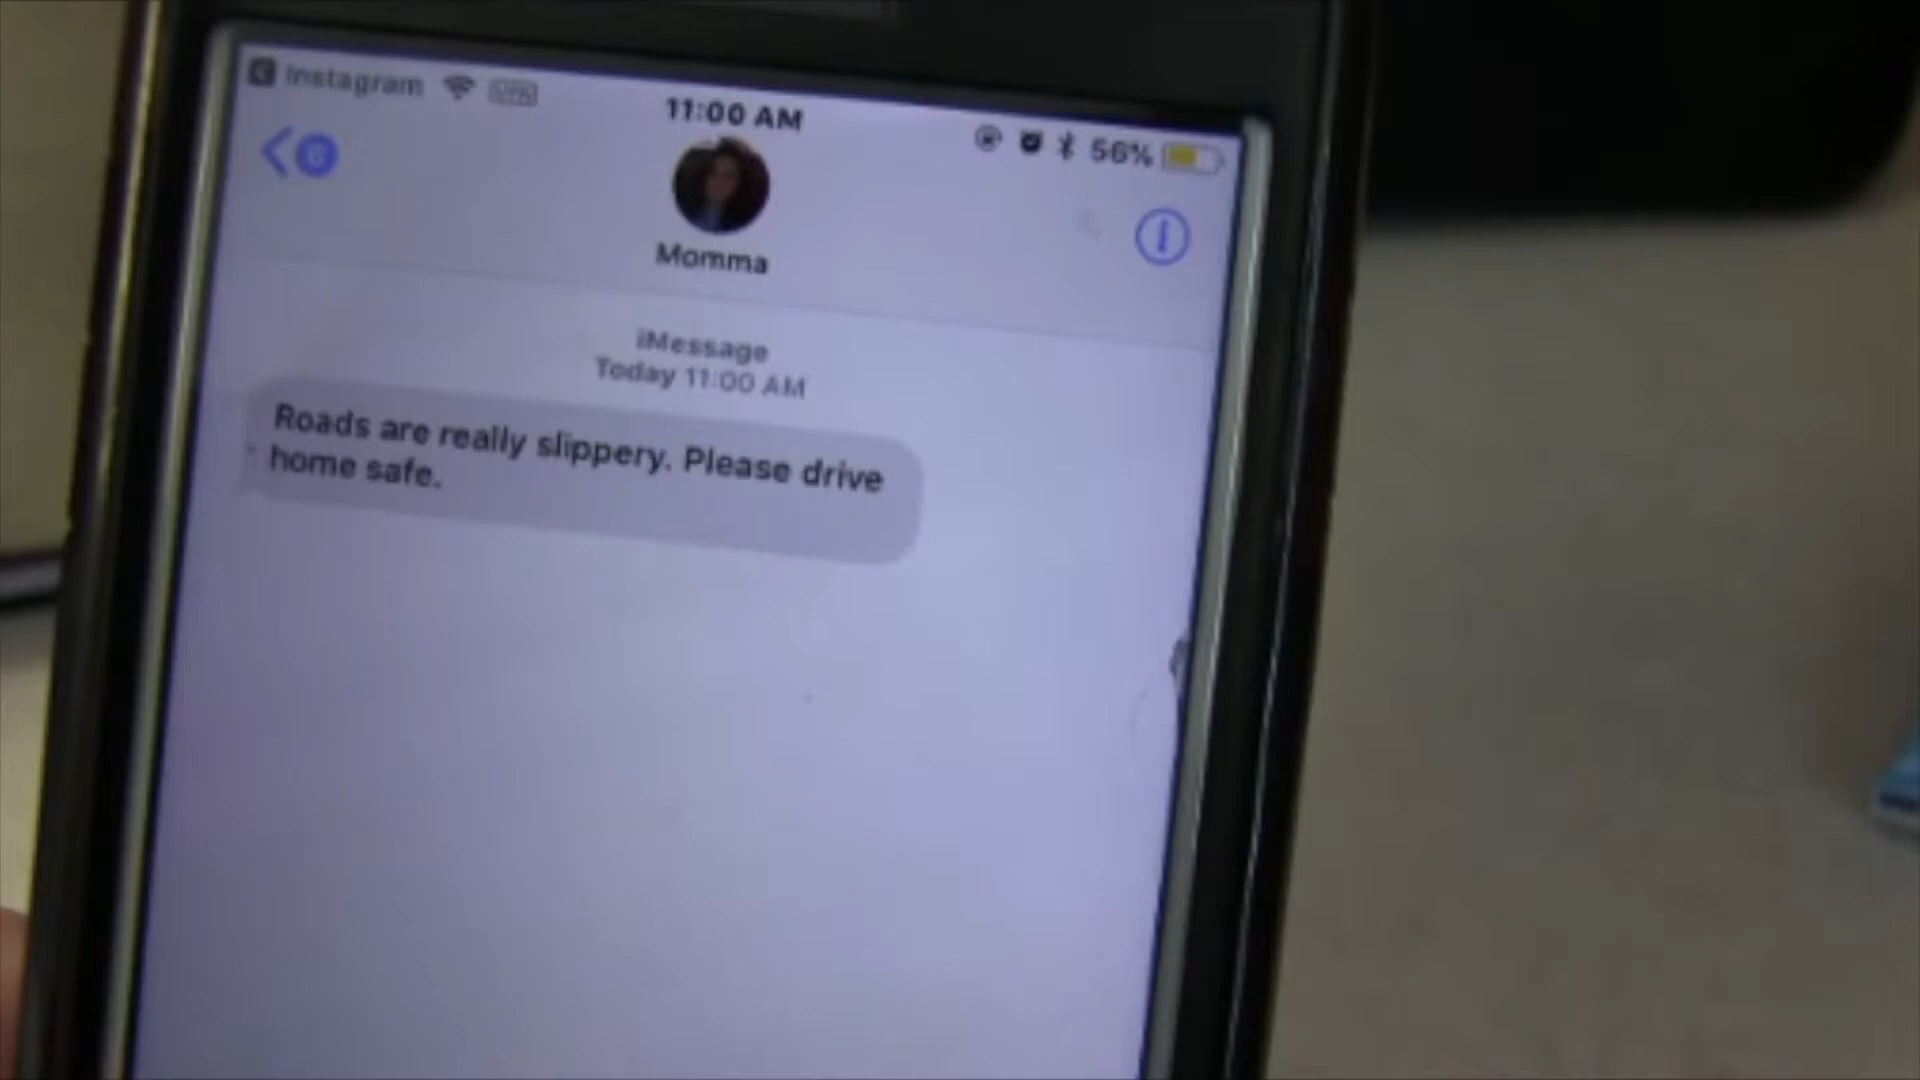 Instagram VPN
11:00 AM
56%
Momma
iMessage
Today 11:00 AM
Roads are really slippery. Please drive
home safe.